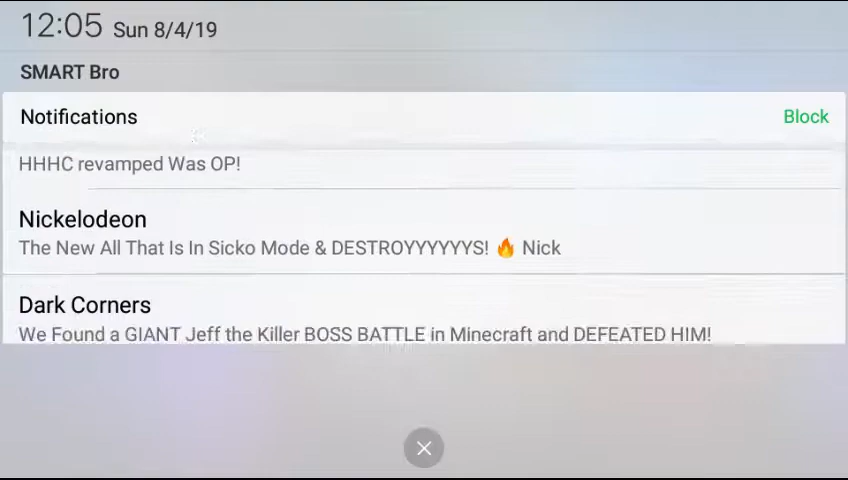 12:05 Sun 8/4/19
SMART Bro
Notifications Block
HHHC revamped Was OP!
Nickelodeon
The New All That Is In Sicko Mode & DESTROYYYYYYS! 🔥 Nick
Dark Corners
We Found a GIANT Jeff the Killer BOSS BATTLE in Minecraft and DEFEATED HIM!